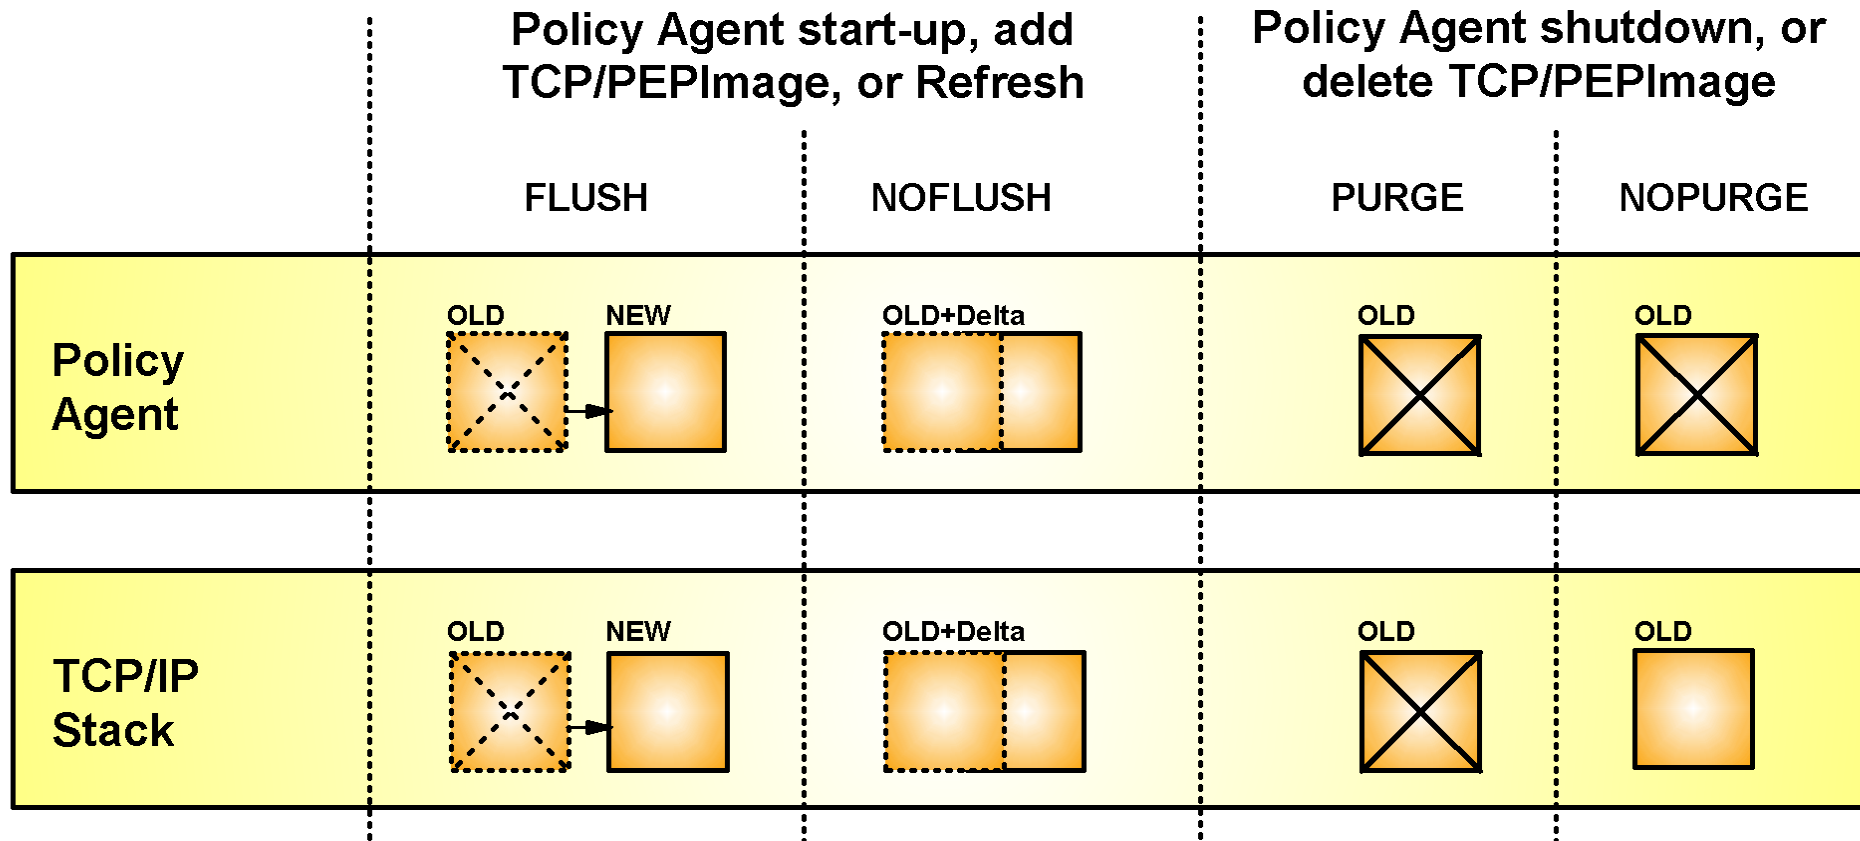 Policy Agent start-up, add
TCP/PEPImage, or Refresh
Policy Agent shutdown, or
delete TCP/PEPImage
FLUSH
NOFLUSH
PURGE
NOPURGE
Policy
Agent
OLD
NEW
OLD+Delta
OLD
OLD
TCP/IP
Stack
OLD
NEW
OLD+Delta
OLD
OLD